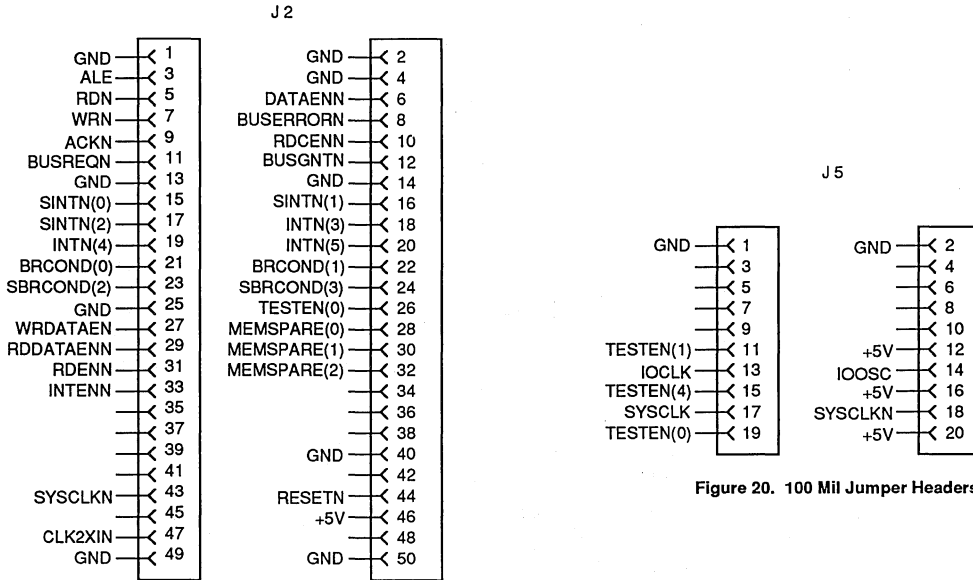 J 2
GND 1 GND 2
ALE 3 GND 4
RDN 5 DATAENN 6
WRN 7 BUSERRORN 8
ACKN 9 RDCENN 10
BUSREQN 11 BUSGNTN 12
GND 13 GND 14
SINTN(0) 15 SINTN(1) 16
SINTN(2) 17 INTN(3) 18
INTN(4) 19 INTN(5) 20
BRCOND(0) 21 BRCOND(1) 22
SBRCOND(2) 23 SBRCOND(3) 24
GND 25 TESTEN(0) 26
WRDATAEN 27 MEMSPARE(0) 28
RDDATAENN 29 MEMSPARE(1) 30
RDENN 31 MEMSPARE(2) 32
INTENN 33 34
35 36
37 38
39 GND 40
41 42
SYSCLKN 43 RESETN 44
45 +5V 46
CLK2XIN 47 48
GND 49 GND 50
J 5
GND 1 GND 2
3 4
5 6
7 8
9 10
TESTEN(1) 11 +5V 12
IOCLK 13 IOOSC 14
TESTEN(4) 15 +5V 16
SYSCLK 17 SYSCLKN 18
TESTEN(0) 19 +5V 20
Figure 20. 100 Mil Jumper Headers